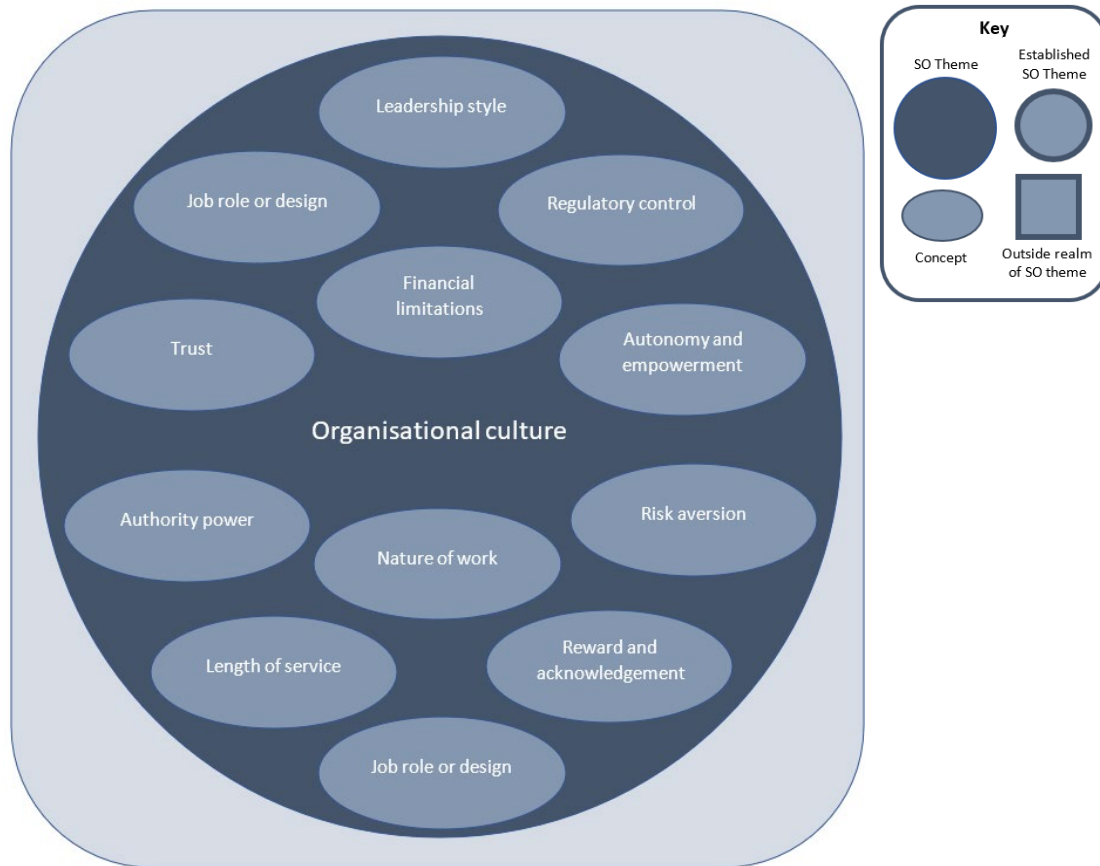 Leadership style
Job role or design
Regulatory control
Financial
limitations
Trust
Autonomy and
empowerment
Organisational culture
Authority power
Risk aversion
Nature of work
Length of service
Reward and
acknowledgement
Job role or design
Key
SO Theme
Established
SO Theme
Concept
Outside realm
of SO theme